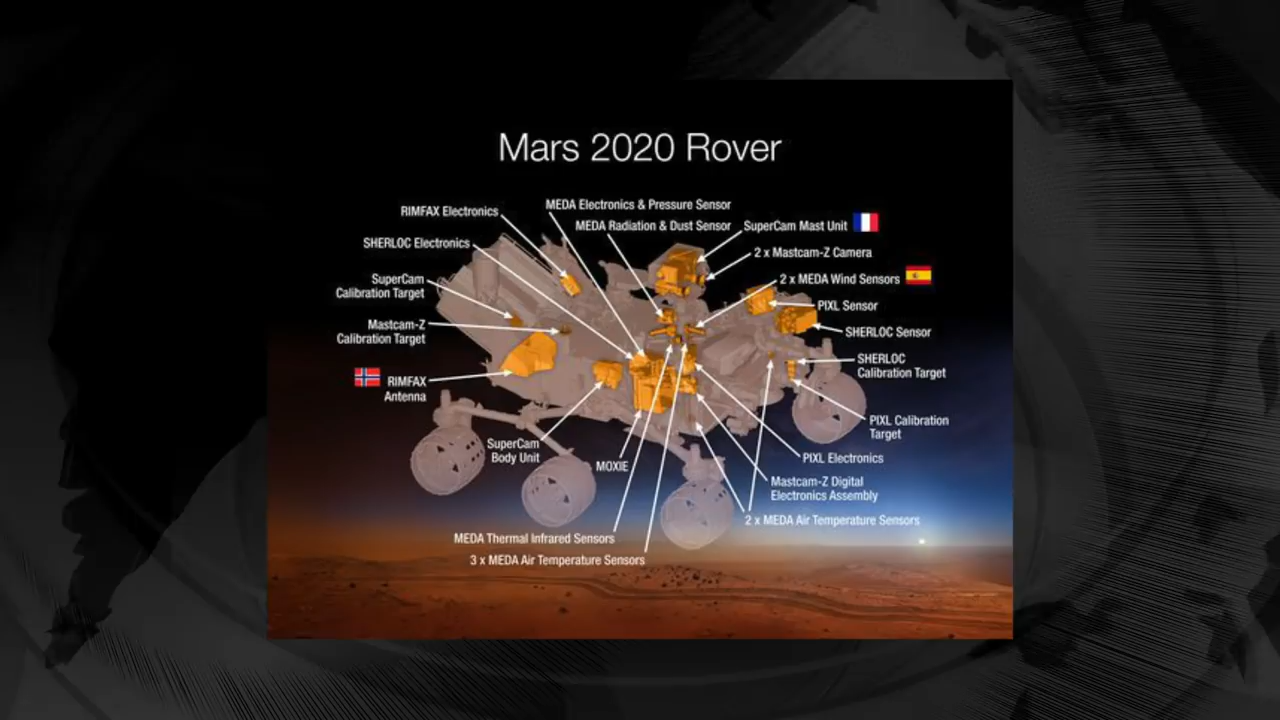 Mars 2020 Rover
MEDA Electronics & Pressure Sensor
RIMFAX Electronics
MEDA Radiation & Dust Sensor
SuperCam Mast Unit
SHERLOC Electronics
2 x Mastcam-Z Camera
SuperCam
Calibration Target
2 x MEDA Wind Sensors
PIXL Sensor
Mastcam-Z
Calibration Target
SHERLOC Sensor
SHERLOC
Calibration Target
RIMFAX
Antenna
PIXL Calibration
Target
SuperCam
Body Unit
MOXIE
PIXL Electronics
Mastcam-Z Digital
Electronics Assembly
2 x MEDA Air Temperature Sensors
MEDA Thermal Infrared Sensors
3 x MEDA Air Temperature Sensors